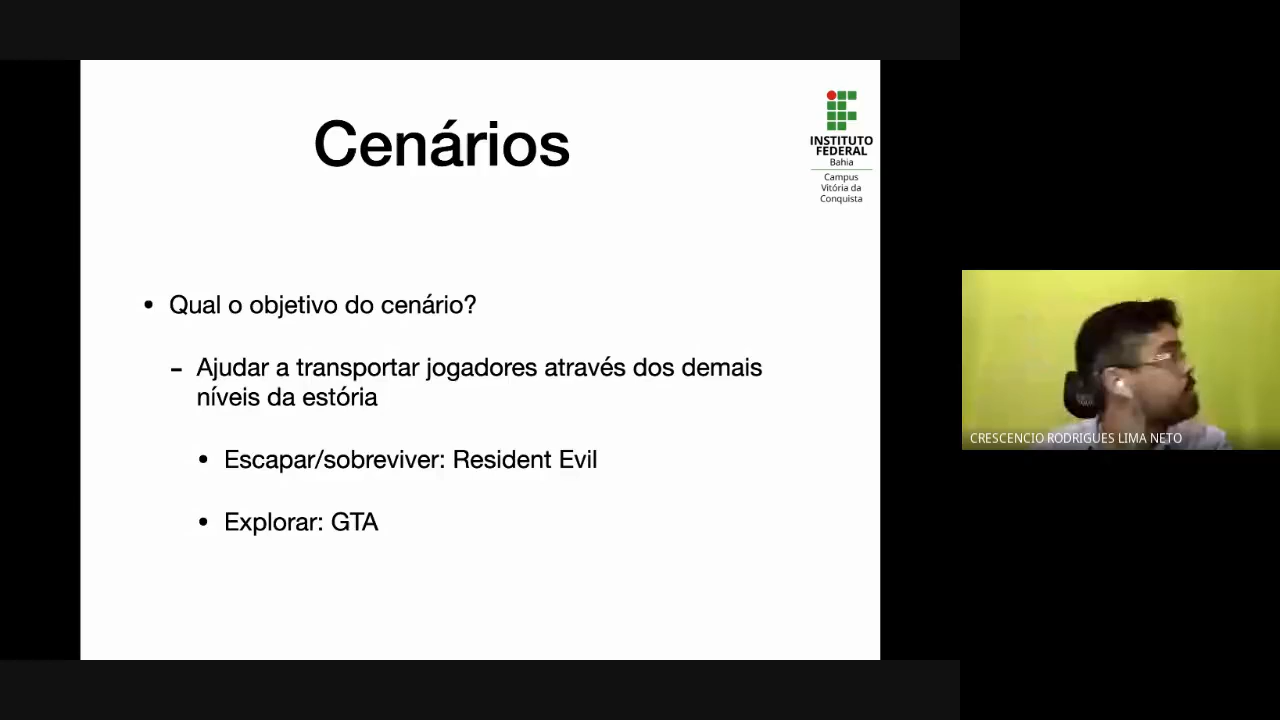 Cenários
INSTITUTO
FEDERAL
Bahia
Campus
Vitória da
Conquista
• Qual o objetivo do cenário?
– Ajudar a transportar jogadores através dos demais
níveis da estória
• Escapar/sobreviver: Resident Evil
• Explorar: GTA
CRESCENCIO RODRIGUES LIMA NETO